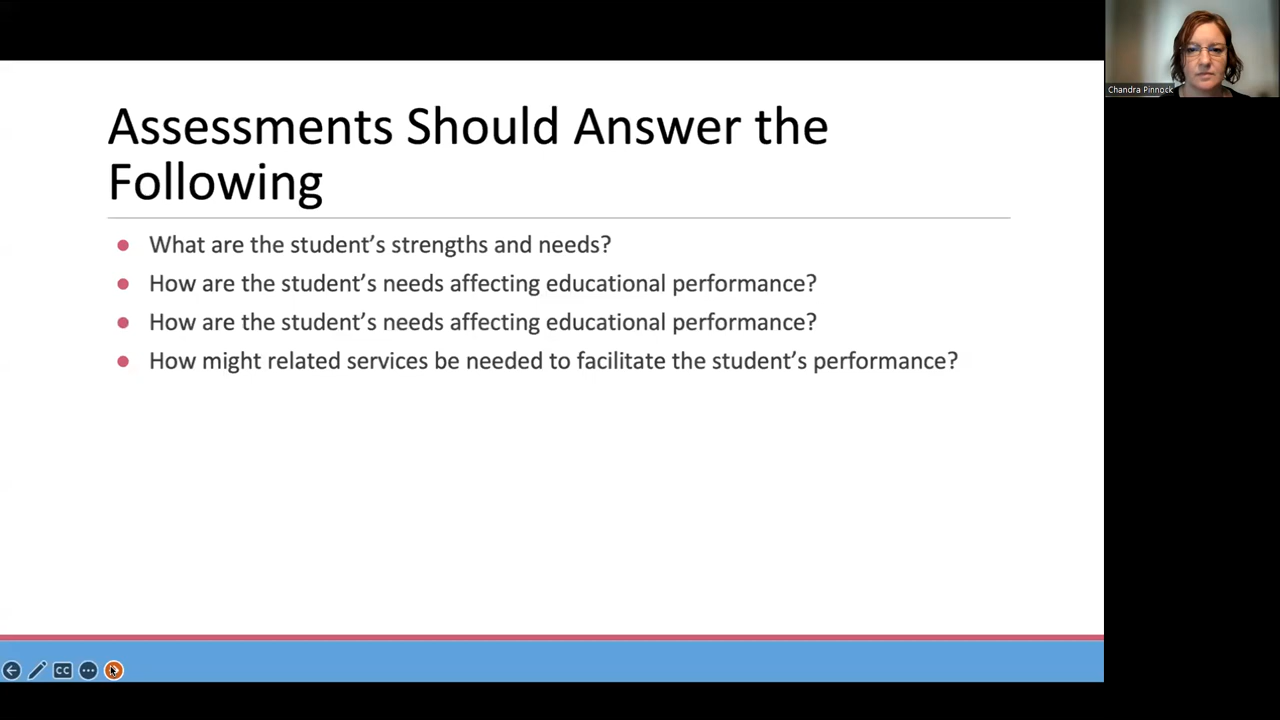 Assessments Should Answer the
Following
What are the student’s strengths and needs?
How are the student’s needs affecting educational performance?
How are the student’s needs affecting educational performance?
How might related services be needed to facilitate the student’s performance?
Chandra Pinnock
CC